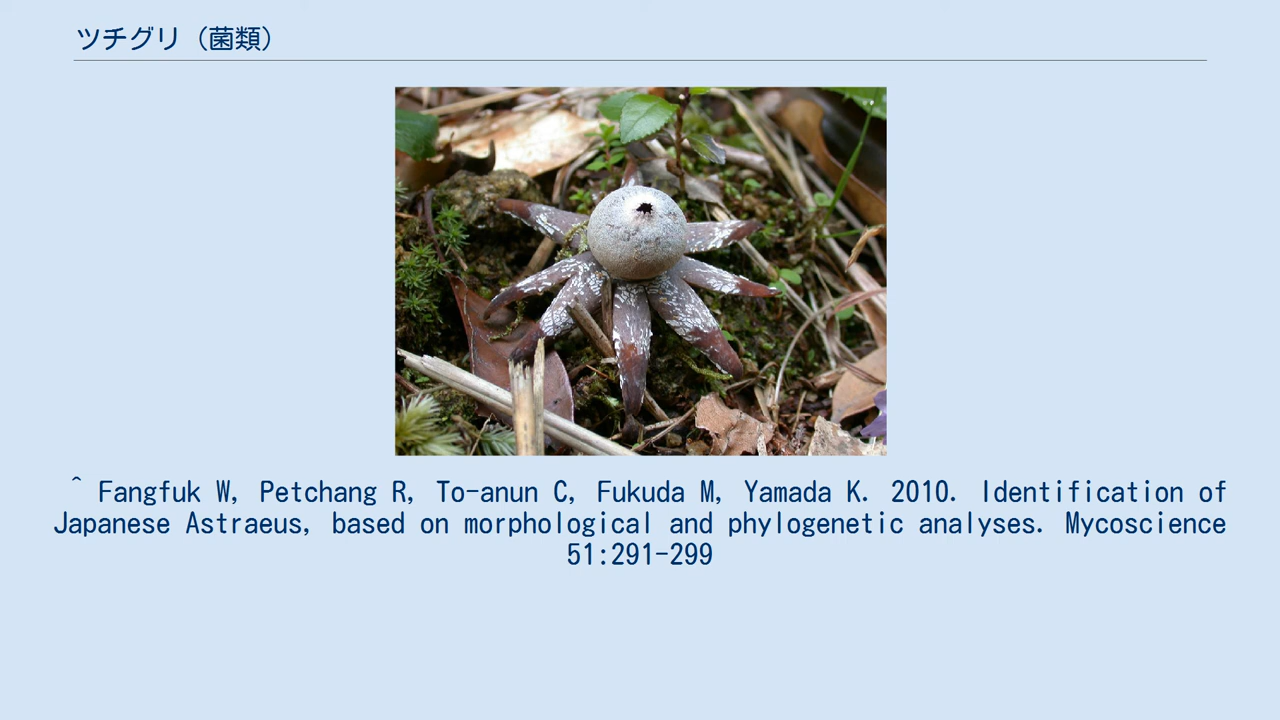 ツチグリ（菌類）
^ Fangfuk W, Petchang R, To-anun C, Fukuda M, Yamada K. 2010. Identification of
Japanese Astraeus, based on morphological and phylogenetic analyses. Mycoscience
51:291-299